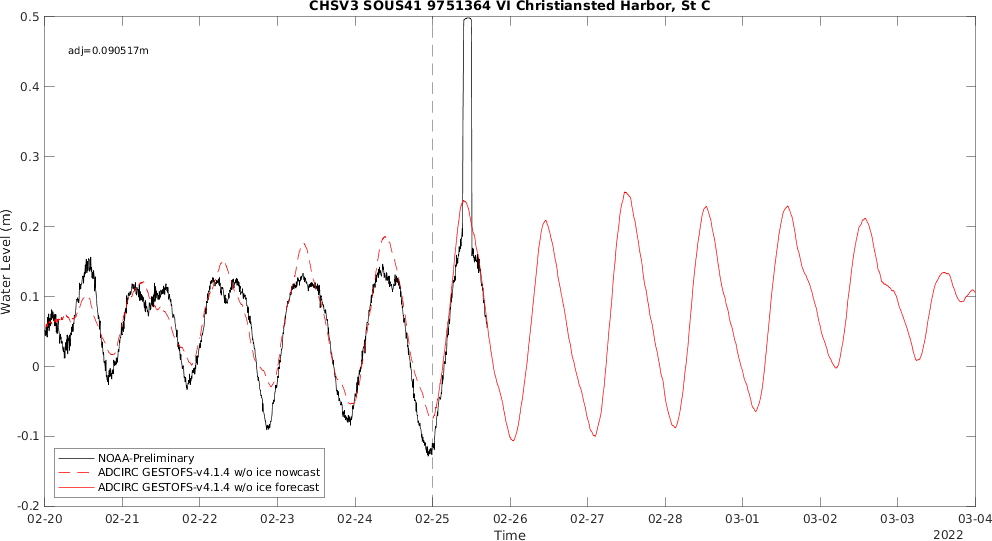 CHSV3 SOUS41 9751364 VI Christiansted Harbor, St C
adj=0.090517m
Water Level (m)
0.5
0.4
0.3
0.2
0.1
0
-0.1
-0.2
NOAA-Preliminary
ADCIRC GESTOFS-v4.1.4 w/o ice nowcast
ADCIRC GESTOFS-v4.1.4 w/o ice forecast
02-20 02-21 02-22 02-23 02-24 02-25 02-26 02-27 02-28 03-01 03-02 03-03 03-04
Time
2022